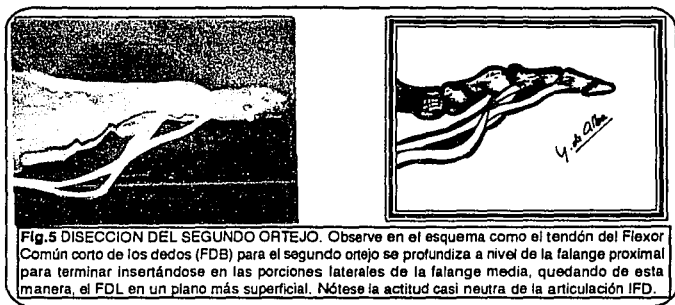 y. de Alba
Fig.5 DISECCION DEL SEGUNDO ORTEJO. Observe en el esquema como el tendón del Flexor
Común corto de los dedos (FDB) para el segundo ortejo se profundiza a nivel de la falange proximal
para terminar insertándose en las porciones laterales de la falange media, quedando de esta
manera, el FDL en un plano más superficial. Nótese la actitud casi neutra de la articulación IFD.